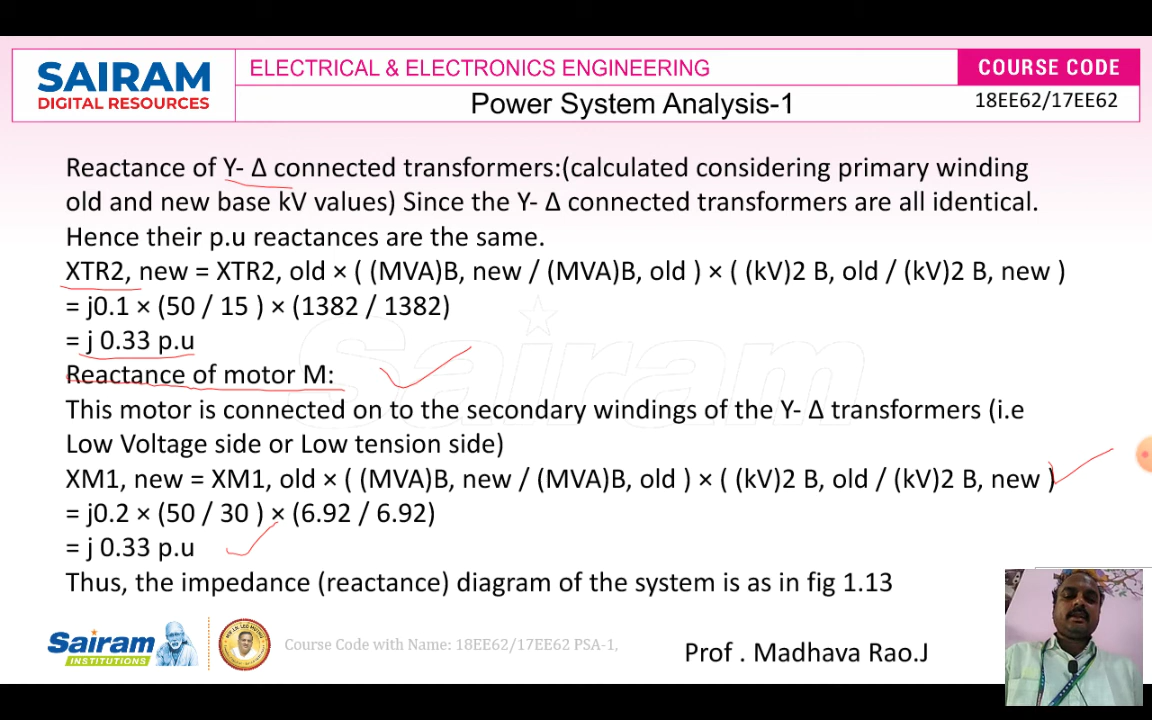 SAIRAM
DIGITAL RESOURCES
ELECTRICAL & ELECTRONICS ENGINEERING
Power System Analysis-1
COURSE CODE
18EE62/17EE62
Reactance of Y- Δ connected transformers:(calculated considering primary winding
old and new base kV values) Since the Y- Δ connected transformers are all identical.
Hence their p.u reactances are the same.
XTR2, new = XTR2, old × ( (MVA)B, new / (MVA)B, old ) × ( (kV)2 B, old / (kV)2 B, new )
= j0.1 × (50 / 15 ) × (1382 / 1382)
= j 0.33 p.u
Reactance of motor M:
This motor is connected on to the secondary windings of the Y- Δ transformers (i.e
Low Voltage side or Low tension side)
XM1, new = XM1, old × ( (MVA)B, new / (MVA)B, old ) × ( (kV)2 B, old / (kV)2 B, new )
= j0.2 × (50 / 30 ) × (6.92 / 6.92)
= j 0.33 p.u
Thus, the impedance (reactance) diagram of the system is as in fig 1.13
Sairam
Sairam
INSTITUTIONS
Course Code with Name: 18EE62/17EE62 PSA-1,
Prof . Madhava Rao.J